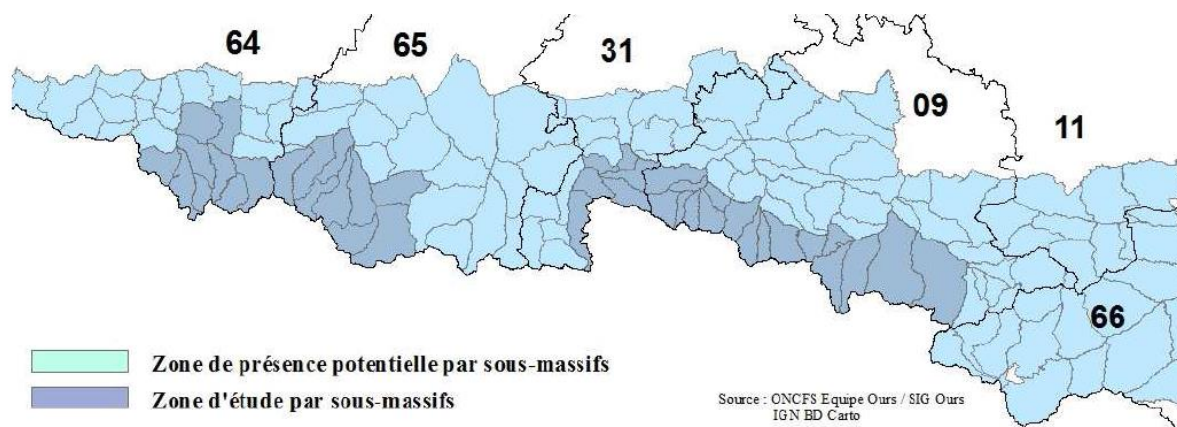 64
65
31
09
11
66
Zone de présence potentielle par sous-massifs
Zone d'étude par sous-massifs
Source : ONCFS Equipe Ours / SIG Ours
IGN BD Carto